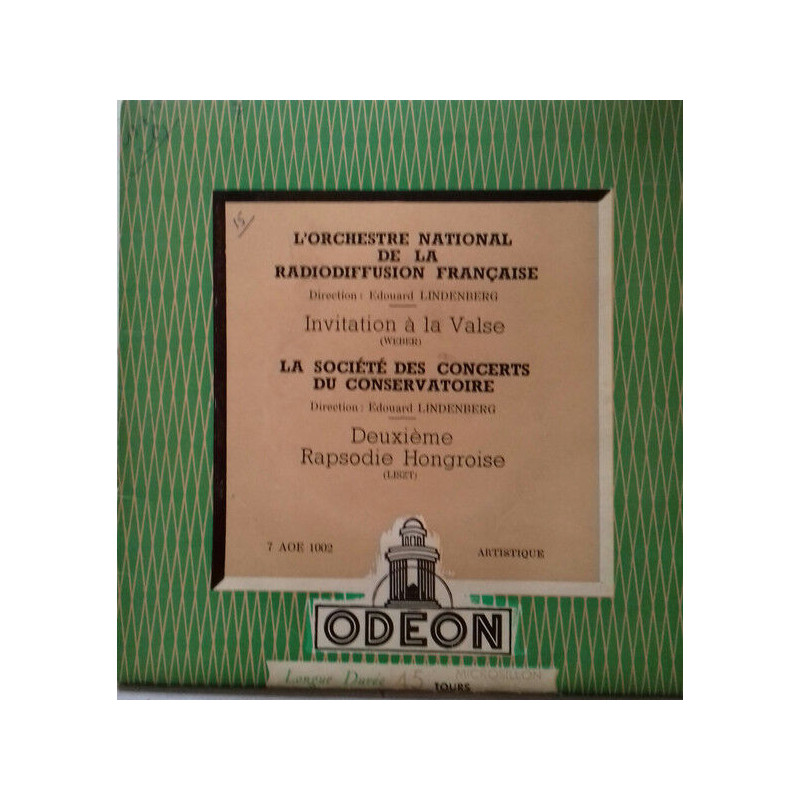 15
L'ORCHESTRE NATIONAL
DE LA
RADIODIFFUSION FRANÇAISE
Direction : Edouard LINDENBERG
Invitation à la Valse
(WEBER)
LA SOCIÉTÉ DES CONCERTS
DU CONSERVATOIRE
Direction : Edouard LINDENBERG
Deuxième
Rapsodie Hongroise
(LISZT)
7 AOE 1002 ARTISTIQUE
ODEON
MICROSILLON
Longue Durée 45 TOURS